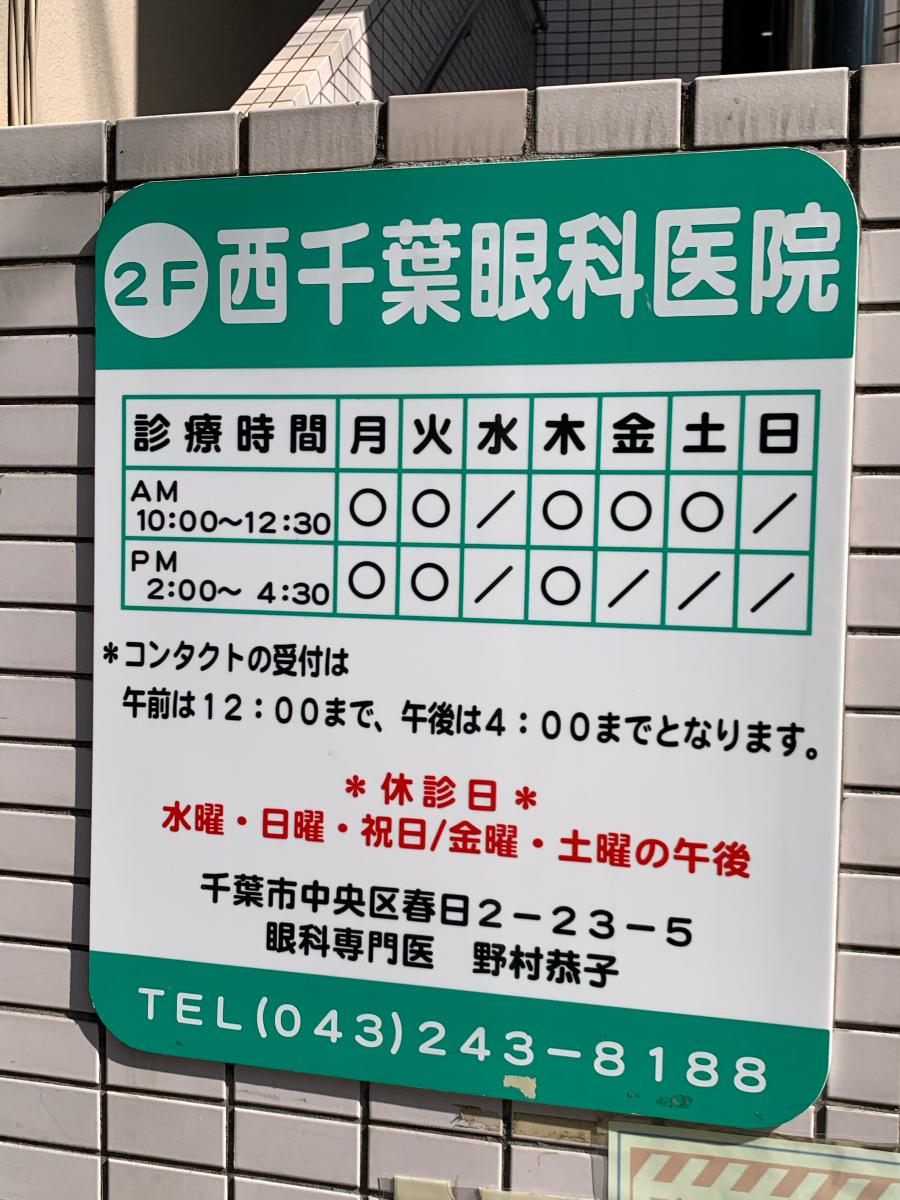 2F 西千葉眼科医院
診療時間 月 火 水 木 金 土 日
AM
10:00〜12:30 ○ ○ ／ ○ ○ ○ ／
PM
2:00〜 4:30 ○ ○ ／ ○ ／ ／ ／
＊コンタクトの受付は
午前は１２：００まで、午後は４：００までとなります。
＊休診日＊
水曜・日曜・祝日/金曜・土曜の午後
千葉市中央区春日２－２３－５
眼科専門医　野村恭子
TEL(043)243－8188